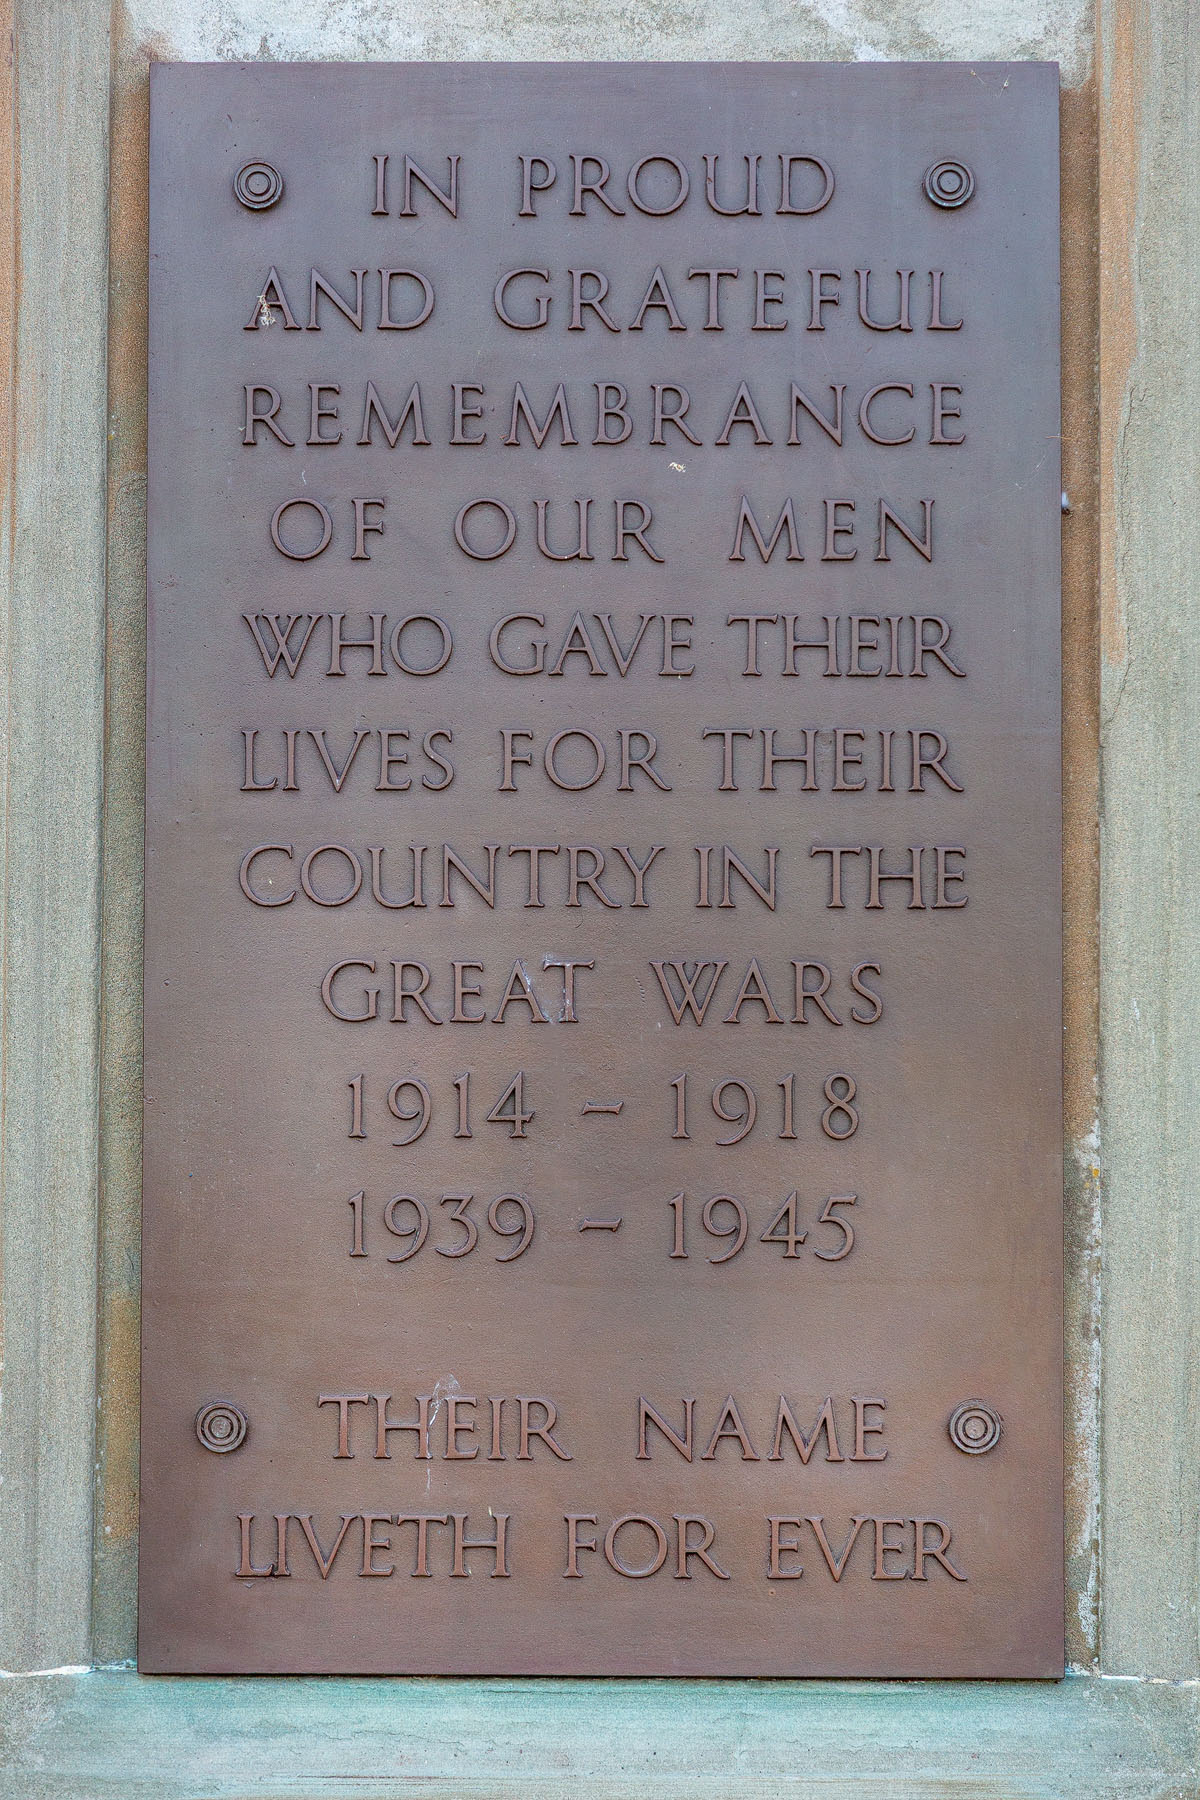 IN PROUD
AND GRATEFUL
REMEMBRANCE
OF OUR MEN
WHO GAVE THEIR
LIVES FOR THEIR
COUNTRY IN THE
GREAT WARS
1914 – 1918
1939 – 1945
THEIR NAME
LIVETH FOR EVER